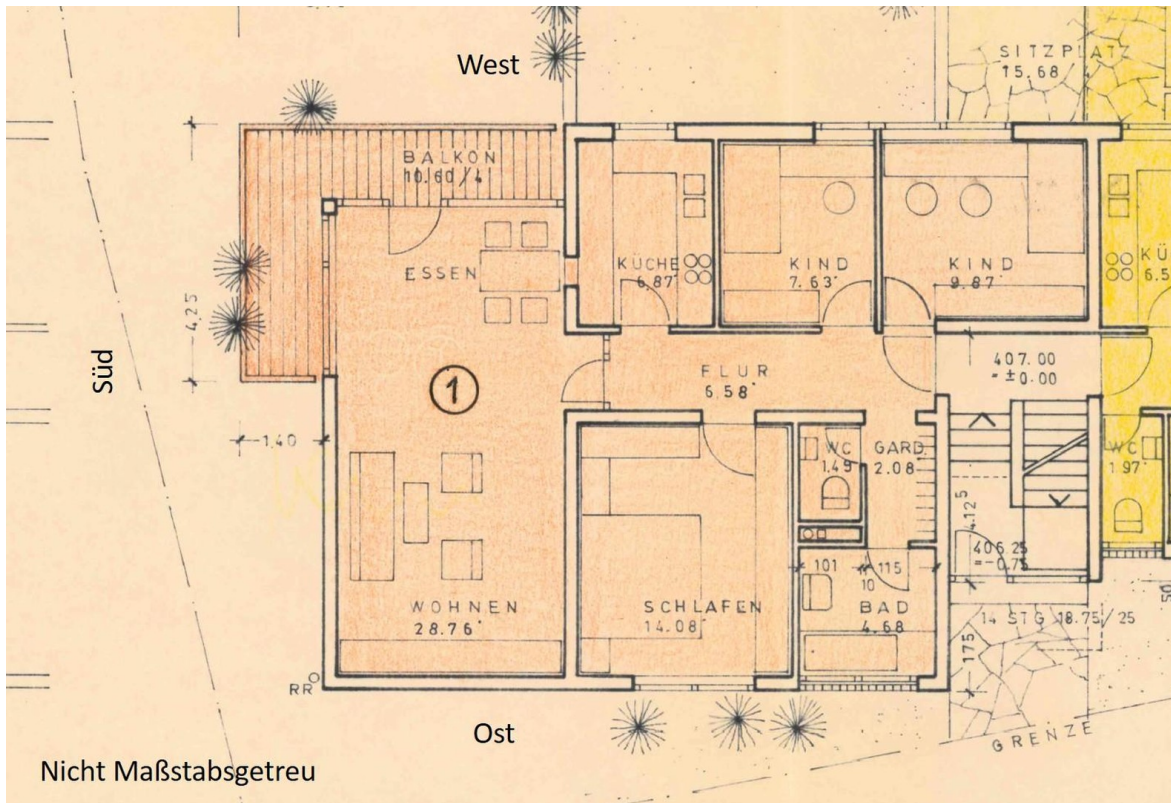 West
SITZPLATZ
15.68
BALKON
10.60/4
ESSEN
KÜCHE
6,87
KIND
7.63
KIND
9.87
4,25
Süd
1
FLUR
6.58
407.00
= ±0.00
1,40
WC
1.49
GARD
2.08
WC
1.97
4.12⁵
406.25
=-0.75
101
10
115
WOHNEN
28.76
SCHLAFEN
14.08
BAD
4.68
14 STG 18.75/25
175
50
RR
Ost
GRENZE
Nicht Maßstabsgetreu